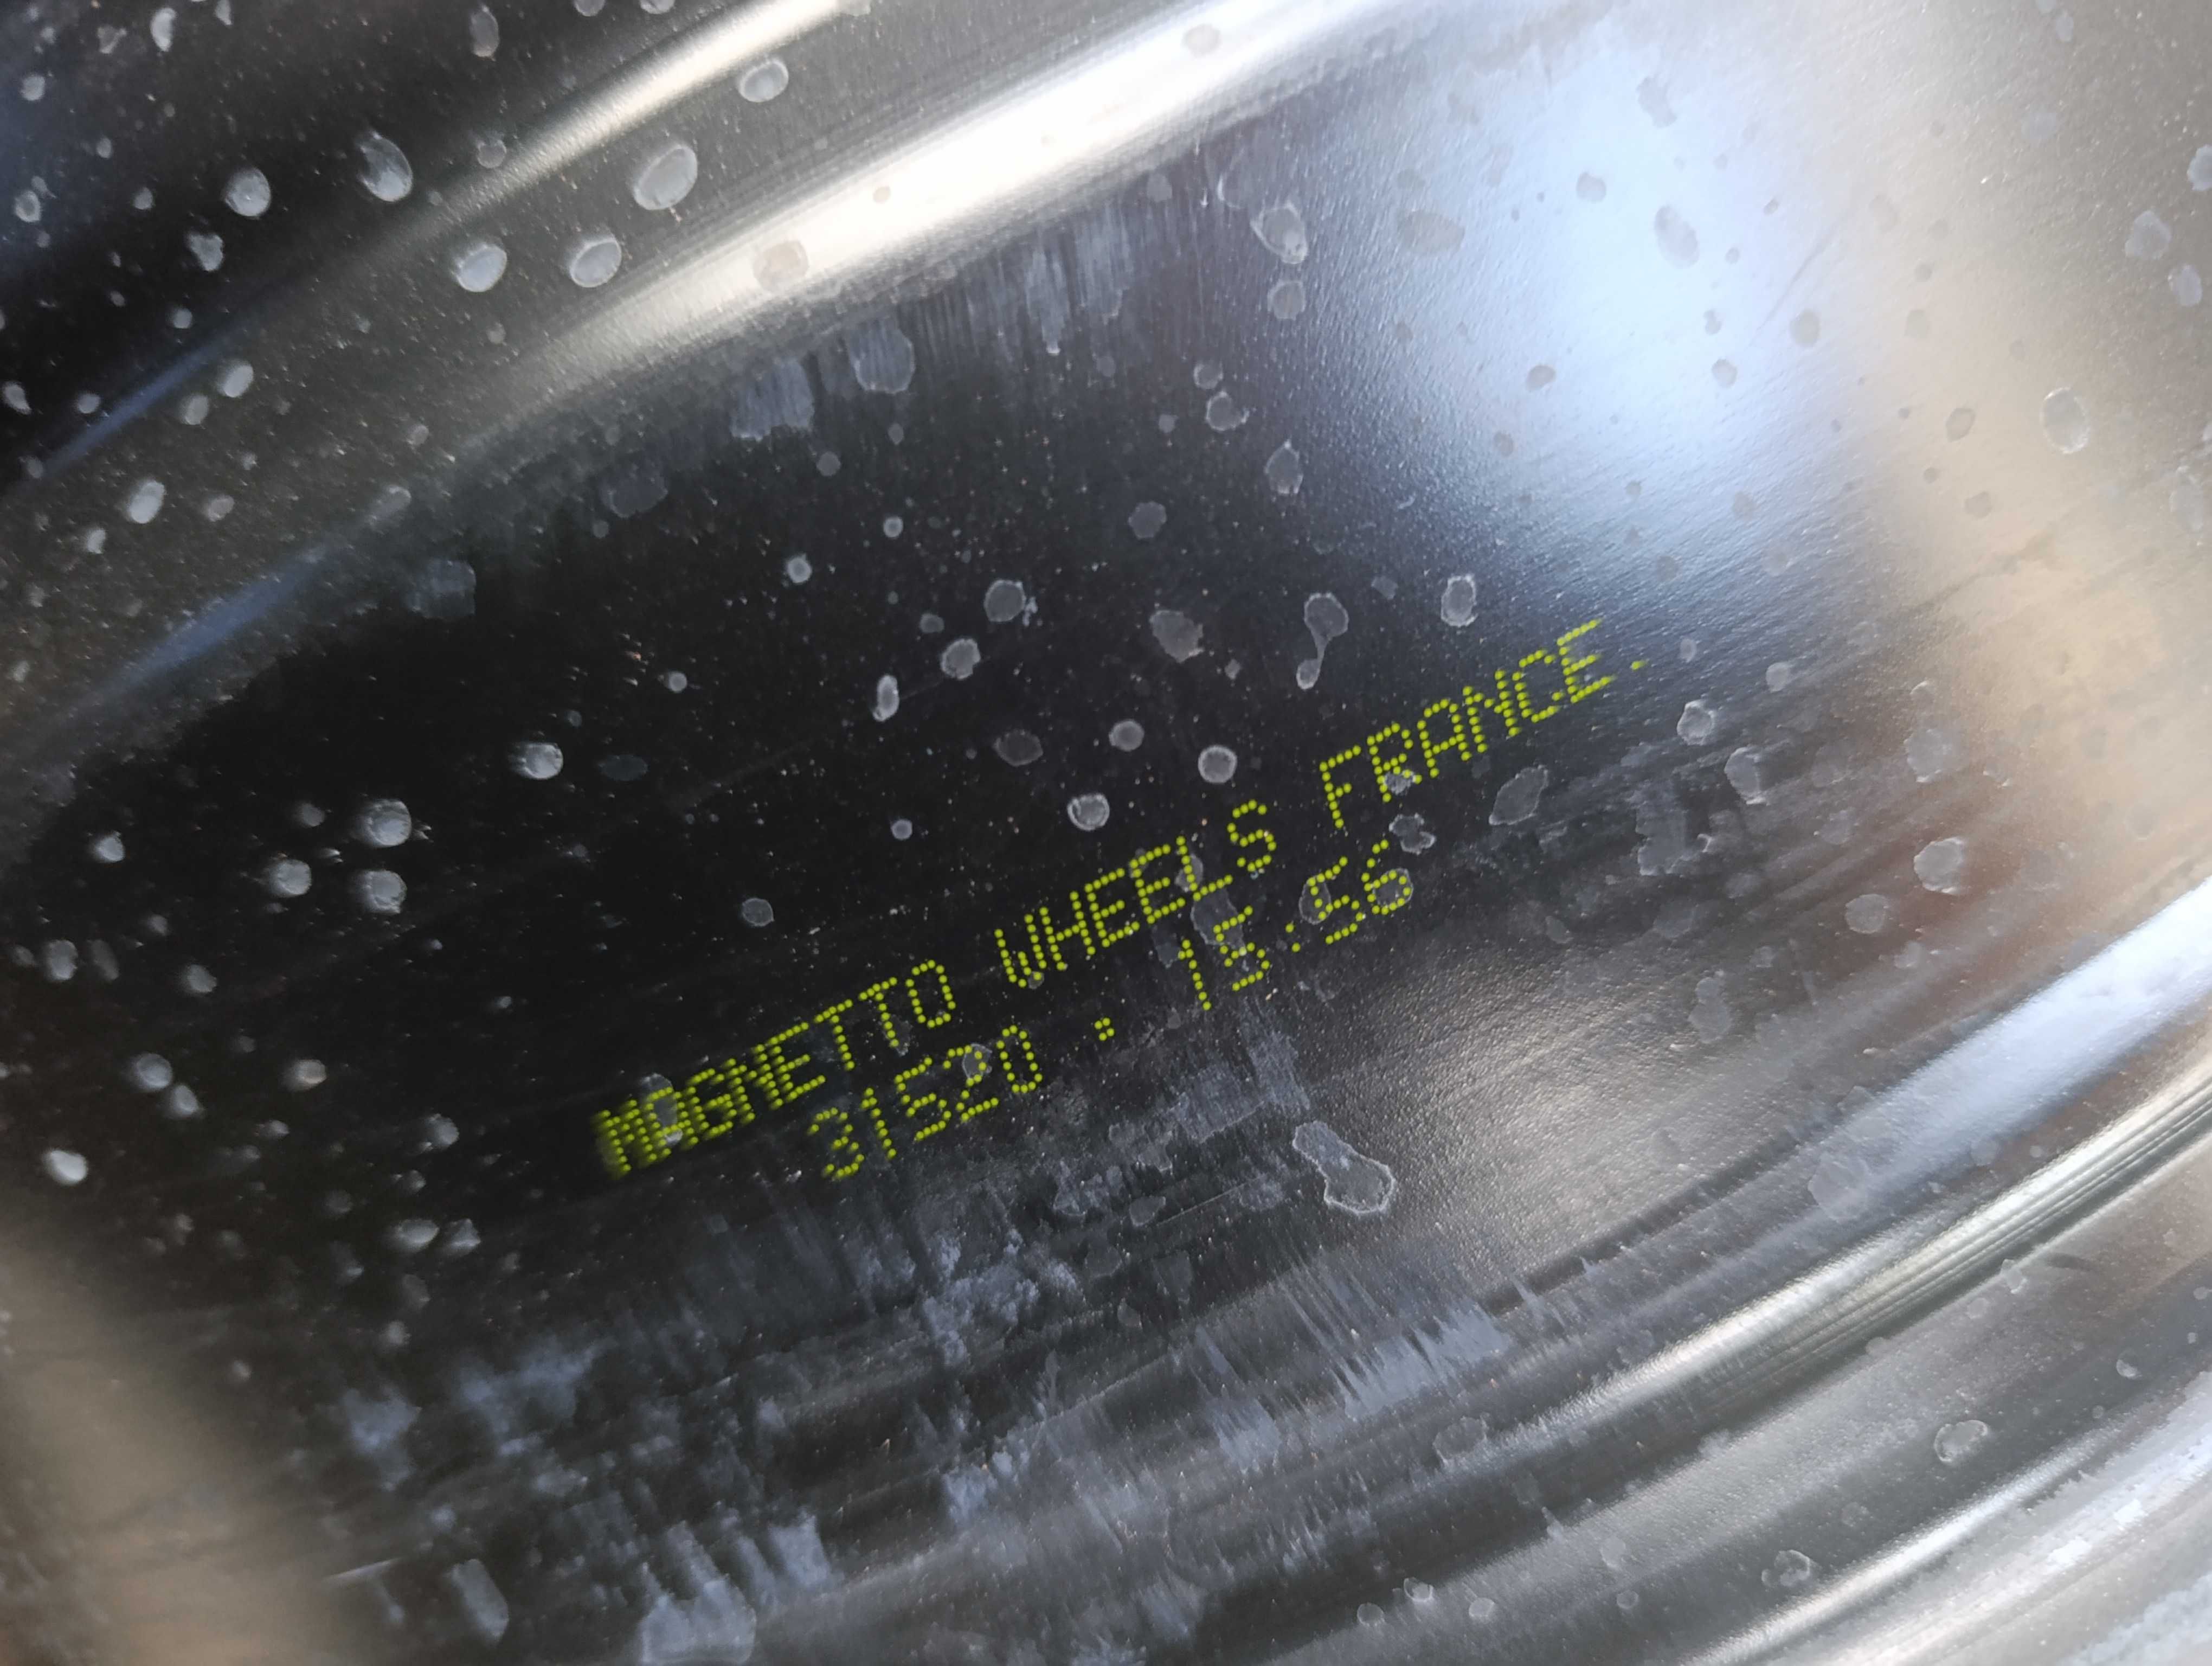 MAGNETTO WHEELS FRANCE.
31520 : 15:56